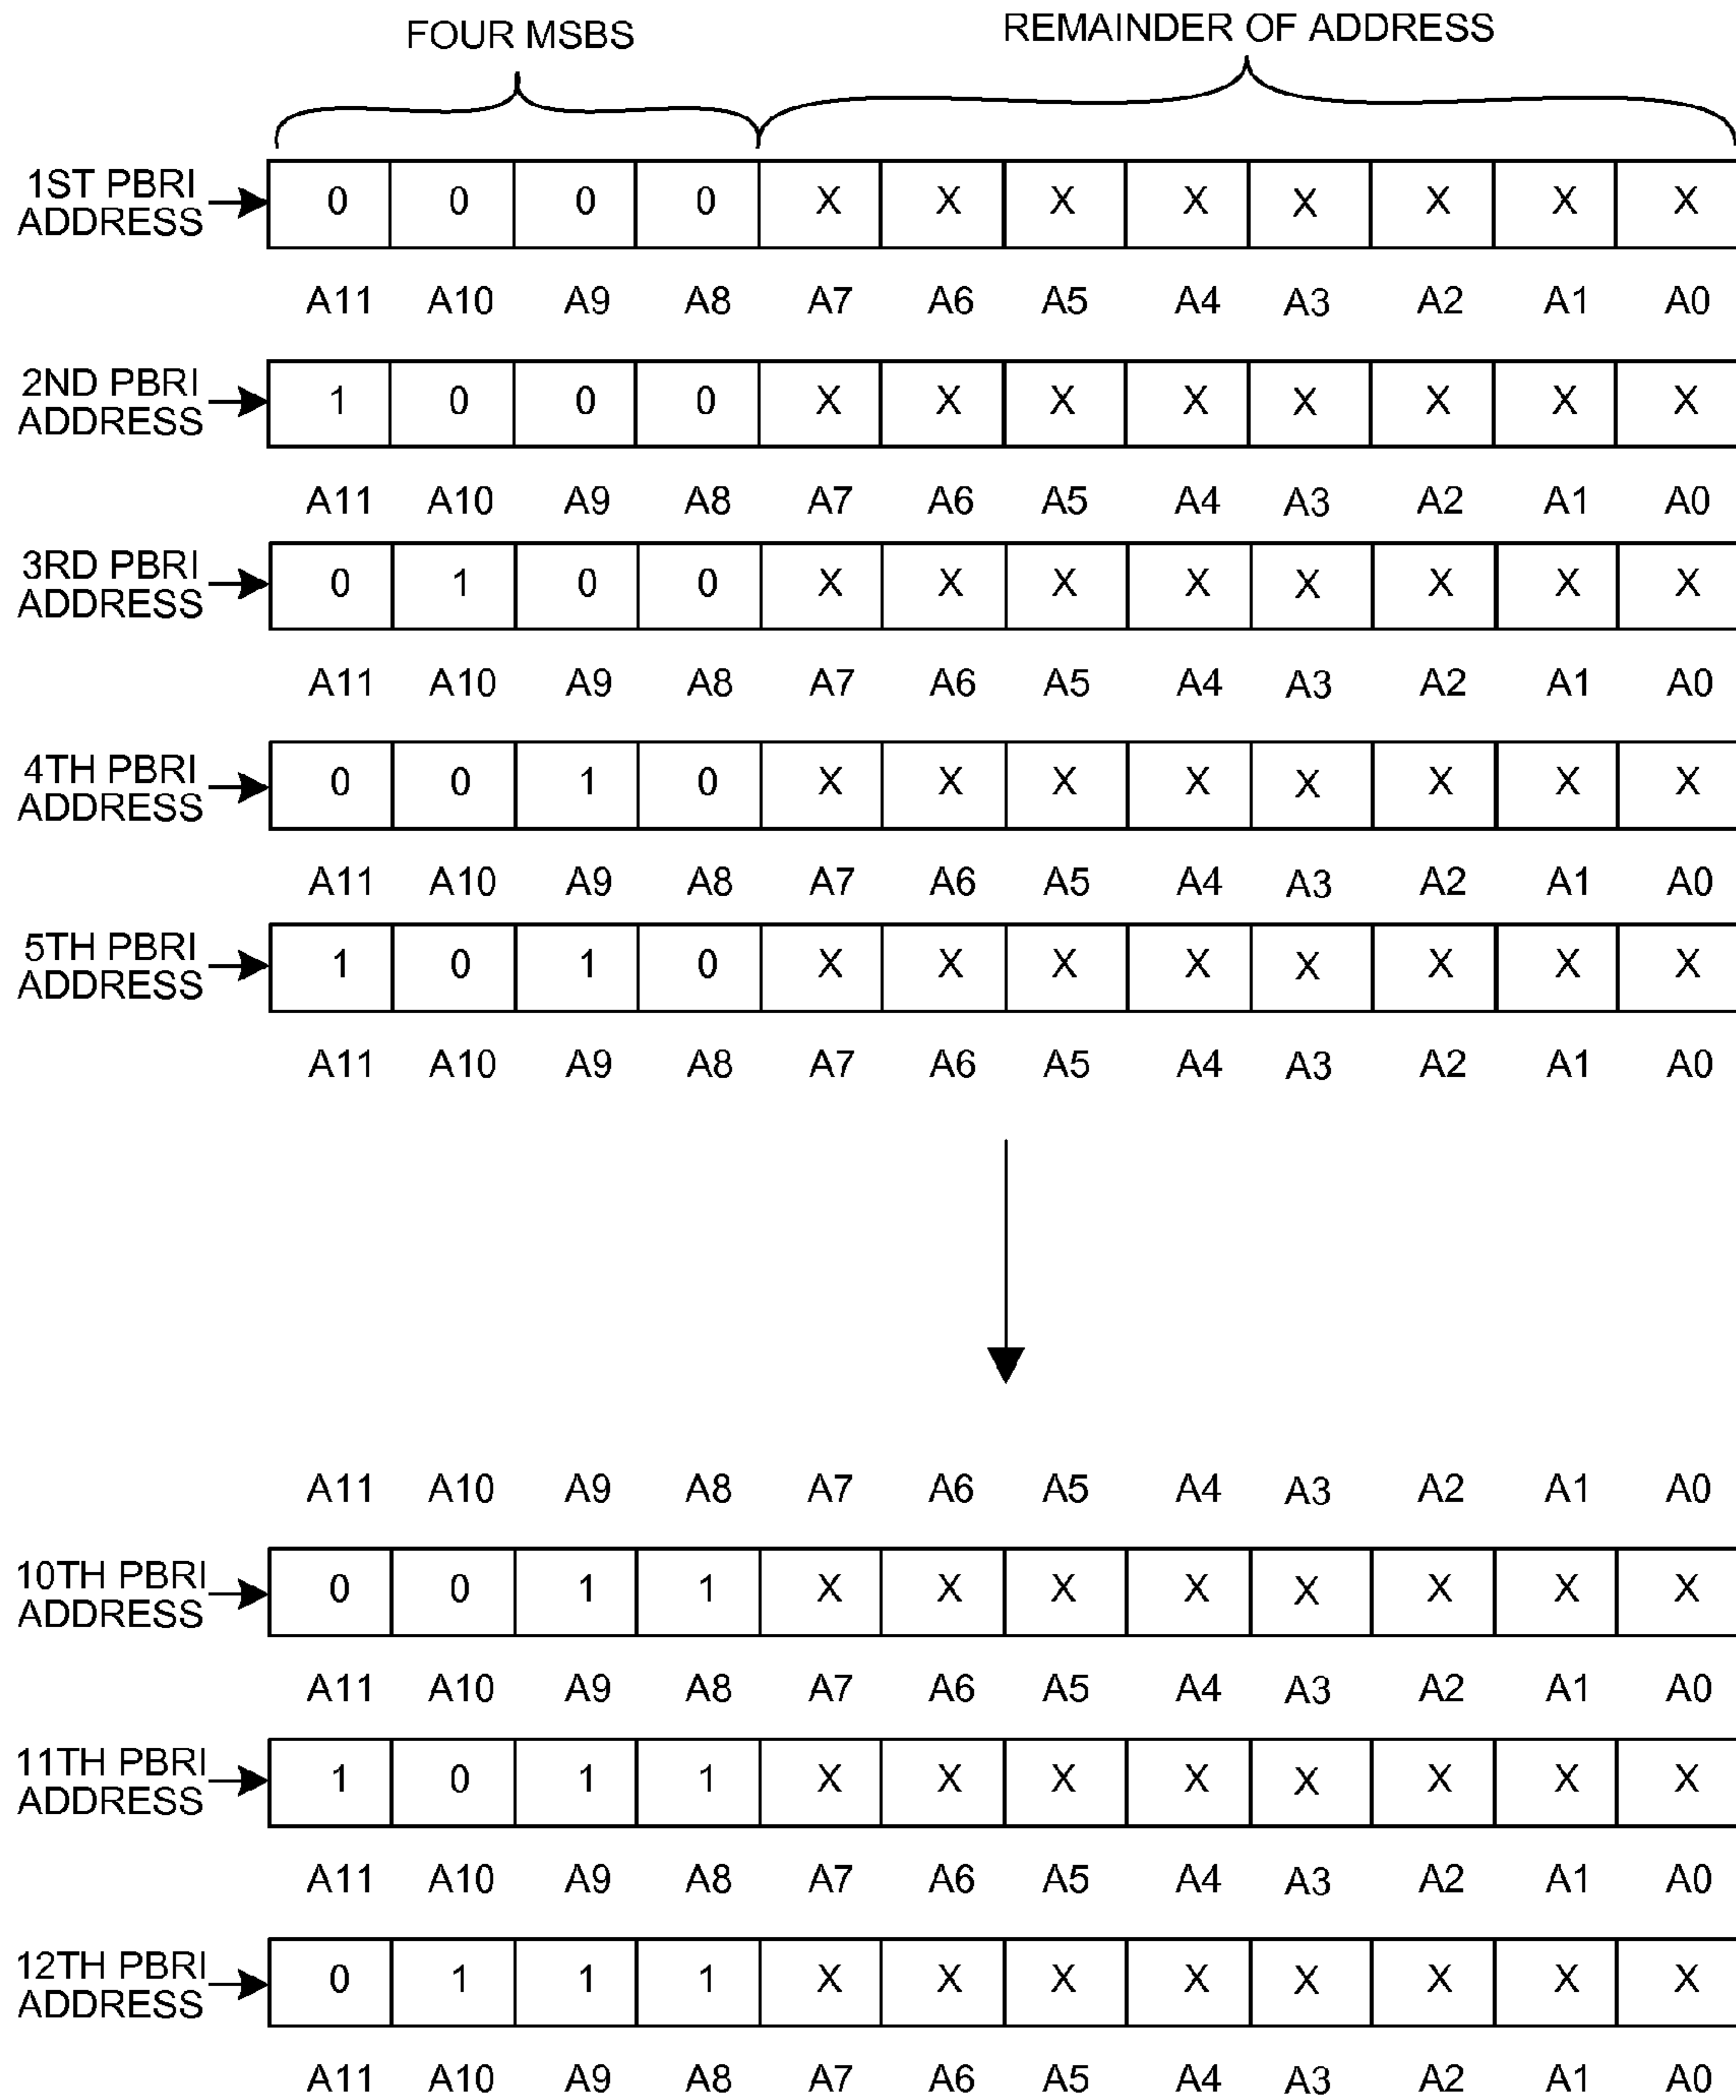 FOUR MSBS
REMAINDER OF ADDRESS
1ST PBRI
ADDRESS
0 0 0 0 X X X X X X X X
A11 A10 A9 A8 A7 A6 A5 A4 A3 A2 A1 A0
2ND PBRI
ADDRESS
1 0 0 0 X X X X X X X X
A11 A10 A9 A8 A7 A6 A5 A4 A3 A2 A1 A0
3RD PBRI
ADDRESS
0 1 0 0 X X X X X X X X
A11 A10 A9 A8 A7 A6 A5 A4 A3 A2 A1 A0
4TH PBRI
ADDRESS
0 0 1 0 X X X X X X X X
A11 A10 A9 A8 A7 A6 A5 A4 A3 A2 A1 A0
5TH PBRI
ADDRESS
1 0 1 0 X X X X X X X X
A11 A10 A9 A8 A7 A6 A5 A4 A3 A2 A1 A0
A11 A10 A9 A8 A7 A6 A5 A4 A3 A2 A1 A0
10TH PBRI
ADDRESS
0 0 1 1 X X X X X X X X
A11 A10 A9 A8 A7 A6 A5 A4 A3 A2 A1 A0
11TH PBRI
ADDRESS
1 0 1 1 X X X X X X X X
A11 A10 A9 A8 A7 A6 A5 A4 A3 A2 A1 A0
12TH PBRI
ADDRESS
0 1 1 1 X X X X X X X X
A11 A10 A9 A8 A7 A6 A5 A4 A3 A2 A1 A0